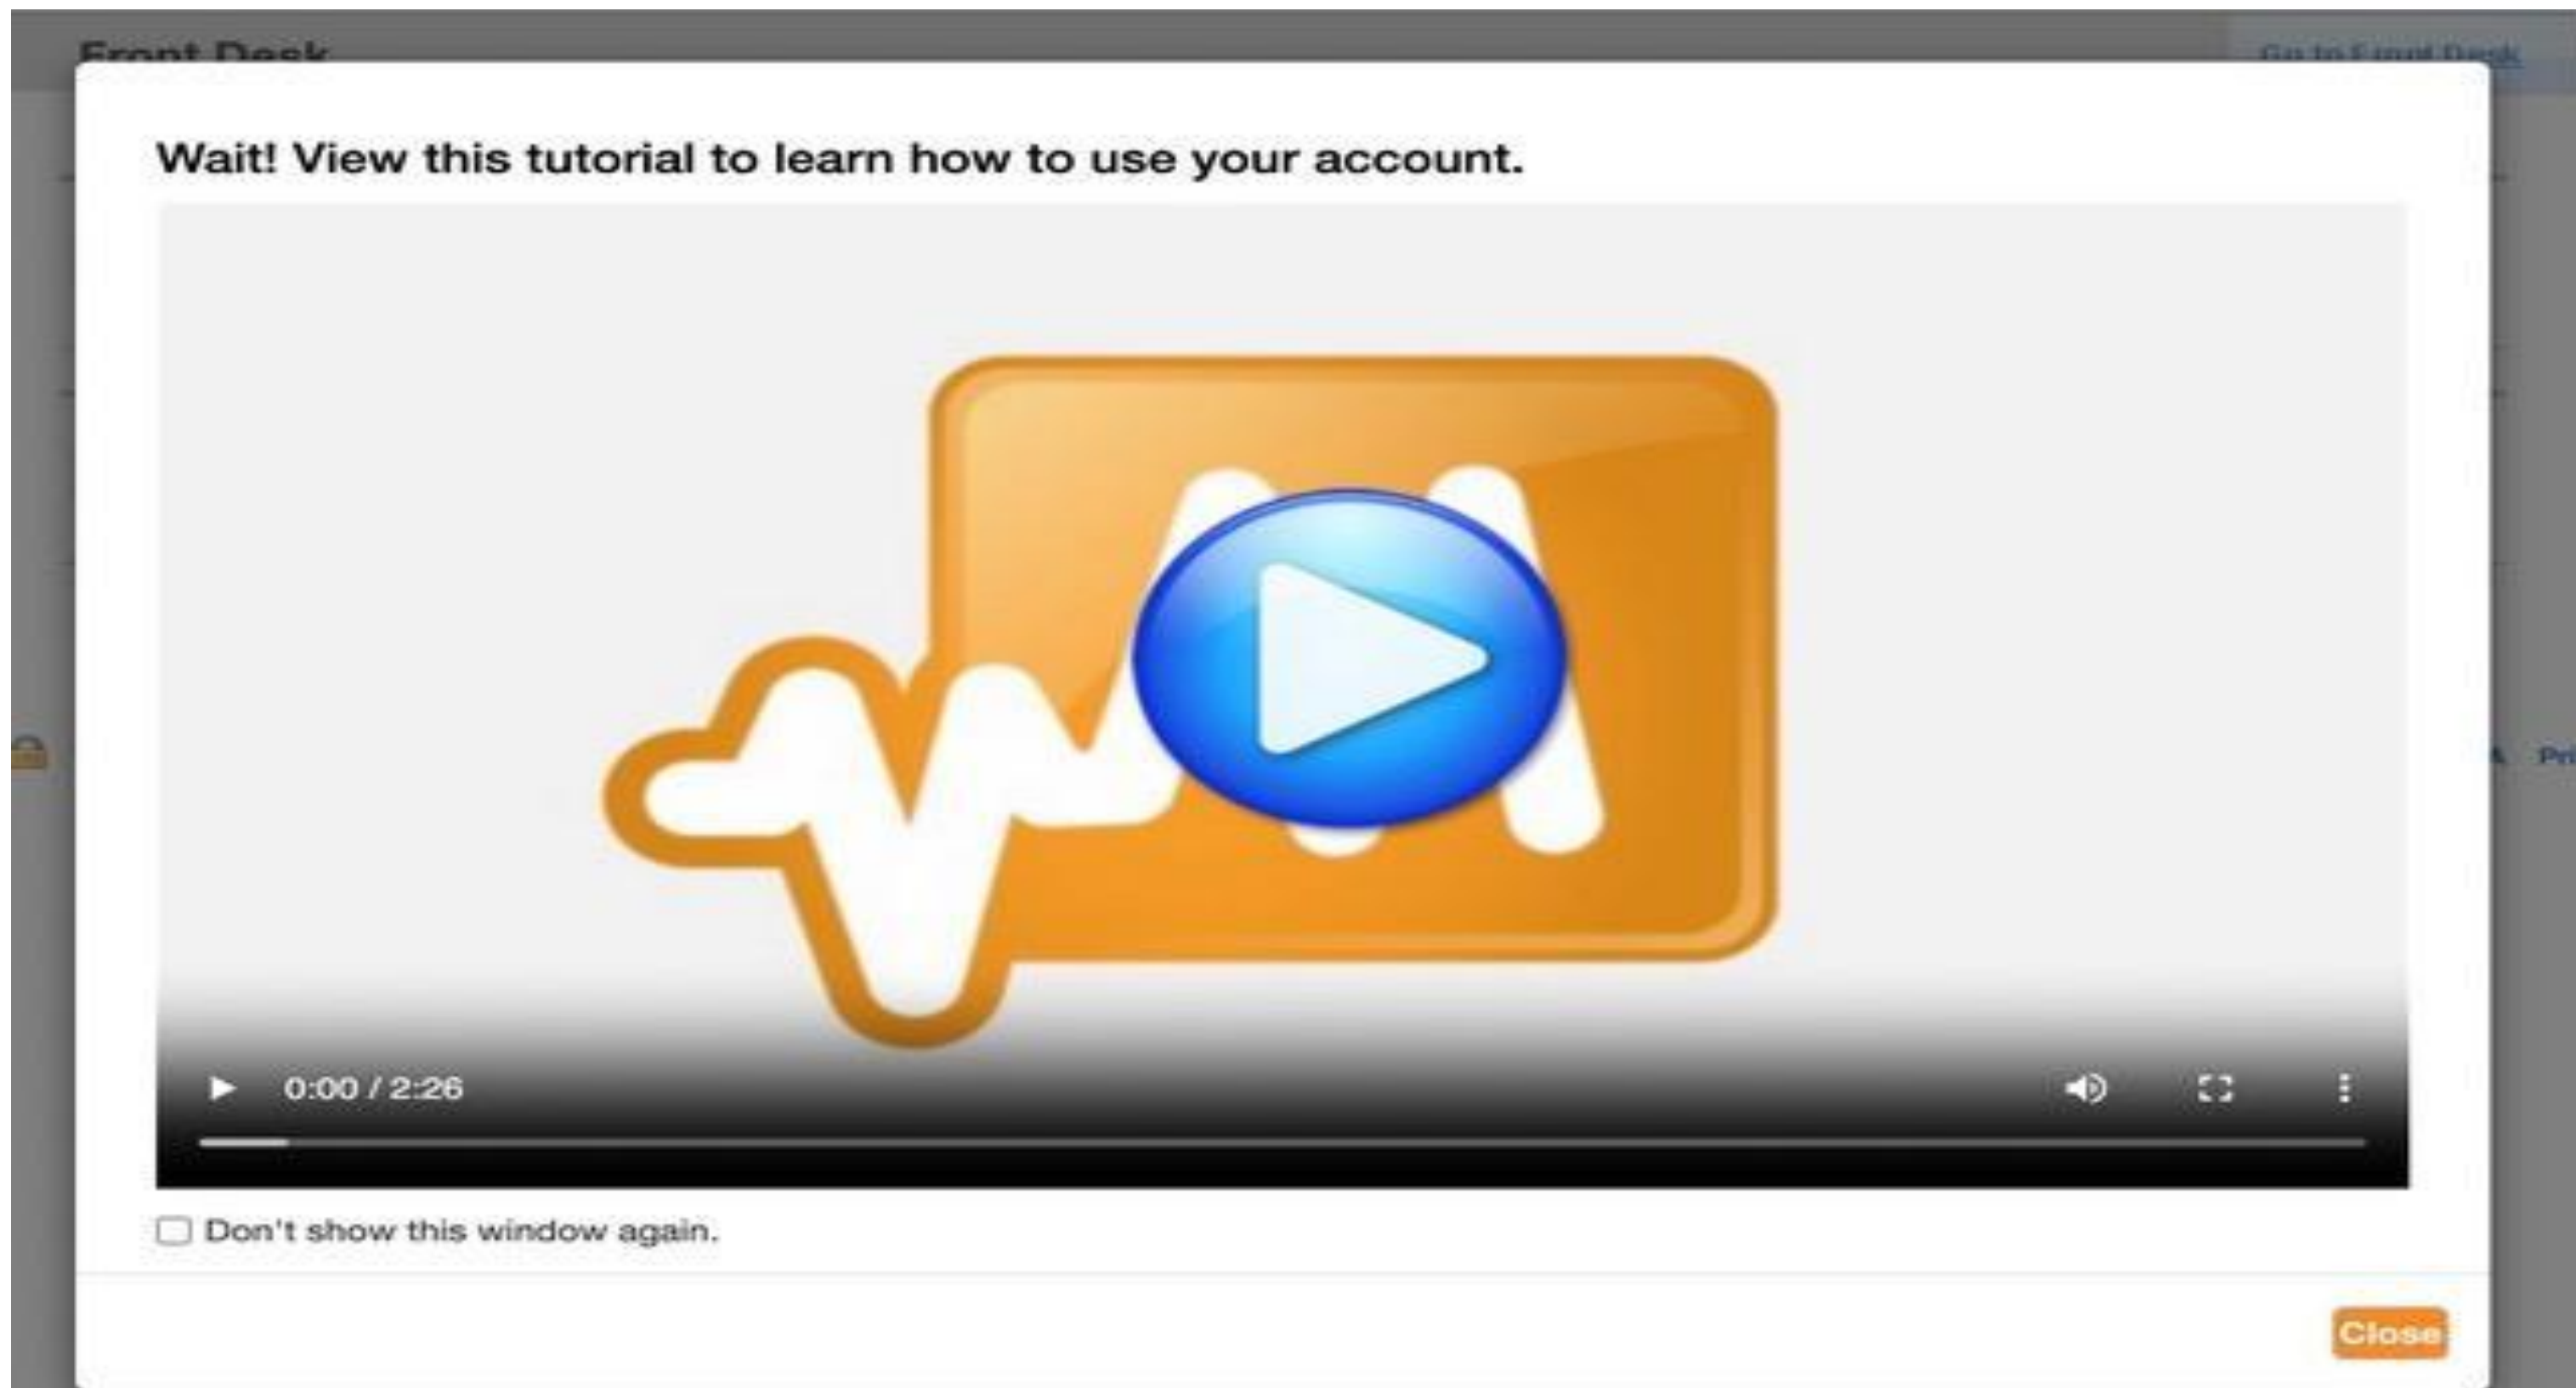 Front Desk
Go to Front Desk
Wait! View this tutorial to learn how to use your account.
0:00 / 2:26
Don't show this window again.
Close